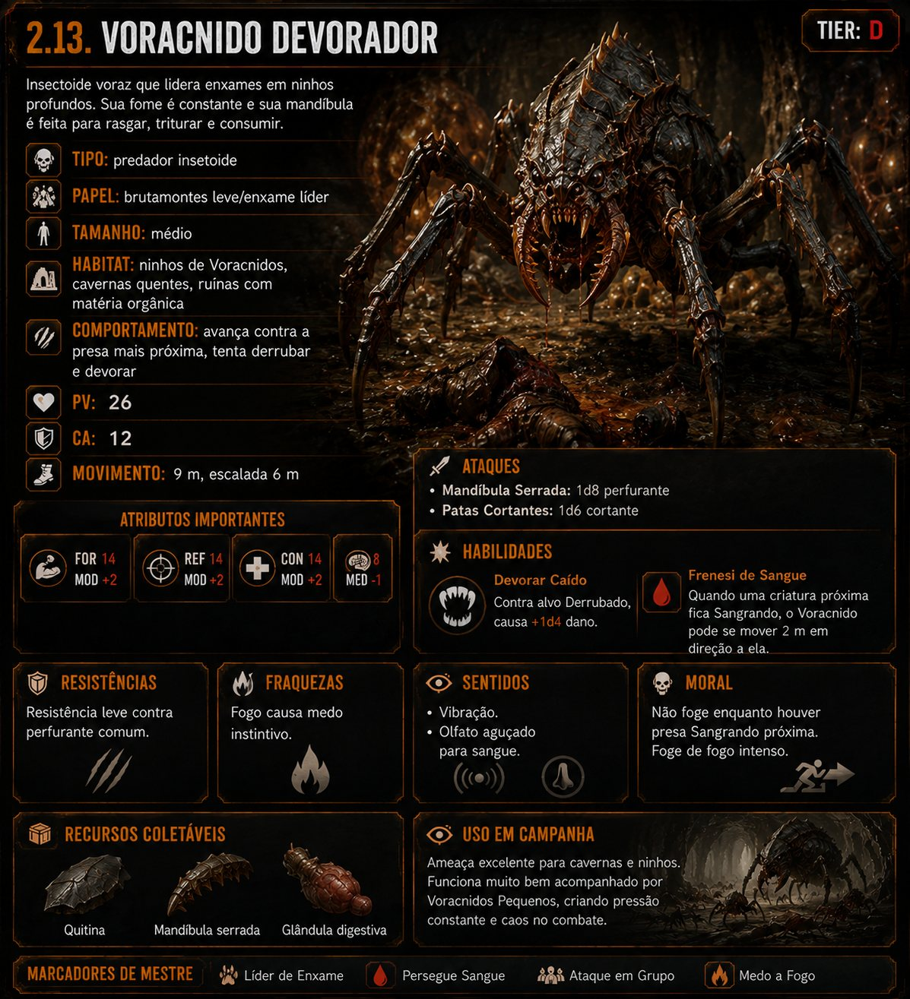 2.13. VORACNIDO DEVORADOR
TIER: D
Insectoide voraz que lidera enxames em ninhos
profundos. Sua fome é constante e sua mandíbula
é feita para rasgar, triturar e consumir.
TIPO: predador insetoide
PAPEL: brutamontes leve/enxame líder
TAMANHO: médio
HABITAT: ninhos de Voracnidos,
cavernas quentes, ruínas com
matéria orgânica
COMPORTAMENTO: avança contra a
presa mais próxima, tenta derrubar
e devorar
PV: 26
CA: 12
MOVIMENTO: 9 m, escalada 6 m
ATRIBUTOS IMPORTANTES
FOR 14
MOD +2
REF 14
MOD +2
CON 14
MOD +2
8
MED -1
ATAQUES
• Mandíbula Serrada: 1d8 perfurante
• Patas Cortantes: 1d6 cortante
HABILIDADES
Devorar Caído
Contra alvo Derrubado,
causa +1d4 dano.
Frenesi de Sangue
Quando uma criatura próxima
fica Sangrando, o Voracnido
pode se mover 2 m em
direção a ela.
RESISTÊNCIAS
Resistência leve contra
perfurante comum.
FRAQUEZAS
Fogo causa medo
instintivo.
SENTIDOS
• Vibração.
• Olfato aguçado
para sangue.
MORAL
Não foge enquanto houver
presa Sangrando próxima.
Foge de fogo intenso.
RECURSOS COLETÁVEIS
Quitina
Mandíbula serrada
Glândula digestiva
USO EM CAMPANHA
Ameaça excelente para cavernas e ninhos.
Funciona muito bem acompanhado por
Voracnidos Pequenos, criando pressão
constante e caos no combate.
MARCADORES DE MESTRE
Líder de Enxame
Persegue Sangue
Ataque em Grupo
Medo a Fogo